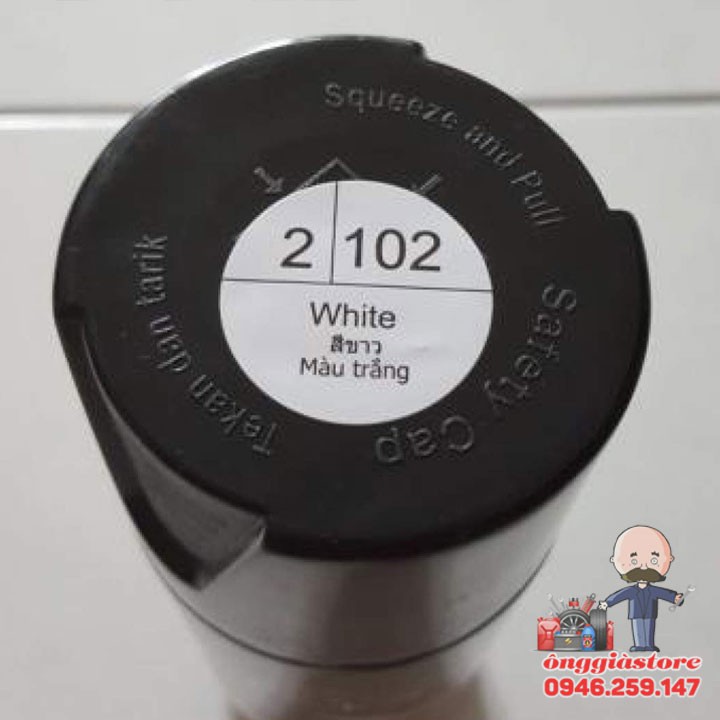 Squeeze and Pull
Safety Cap
Tekan dan tarik
2 102
White
สีขาว
Màu trắng
ônggiàstore
0946.259.147